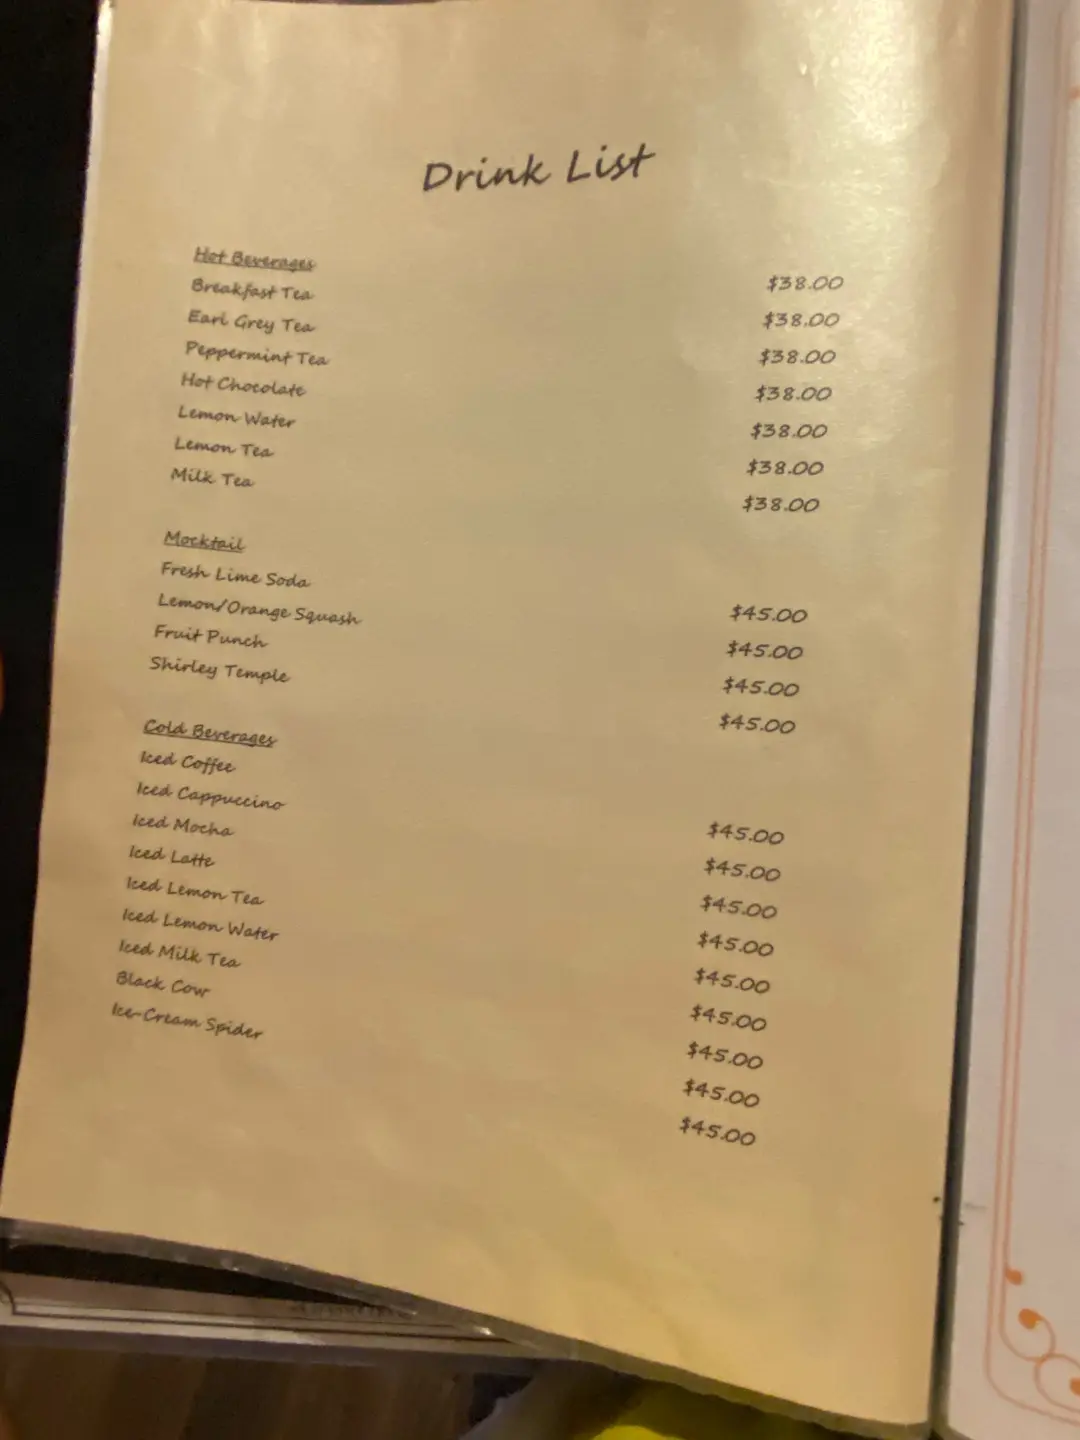 Drink List
Hot Beverages
Breakfast Tea $38.00
Earl Grey Tea $38.00
Peppermint Tea $38.00
Hot Chocolate $38.00
Lemon Water $38.00
Lemon Tea $38.00
Milk Tea $38.00
Mocktail
Fresh Lime Soda $45.00
Lemon/Orange Squash $45.00
Fruit Punch $45.00
Shirley Temple $45.00
Cold Beverages
Iced Coffee $45.00
Iced Cappuccino $45.00
Iced Mocha $45.00
Iced Latte $45.00
Iced Lemon Tea $45.00
Iced Lemon Water $45.00
Iced Milk Tea $45.00
Black Cow $45.00
Ice-Cream Spider $45.00